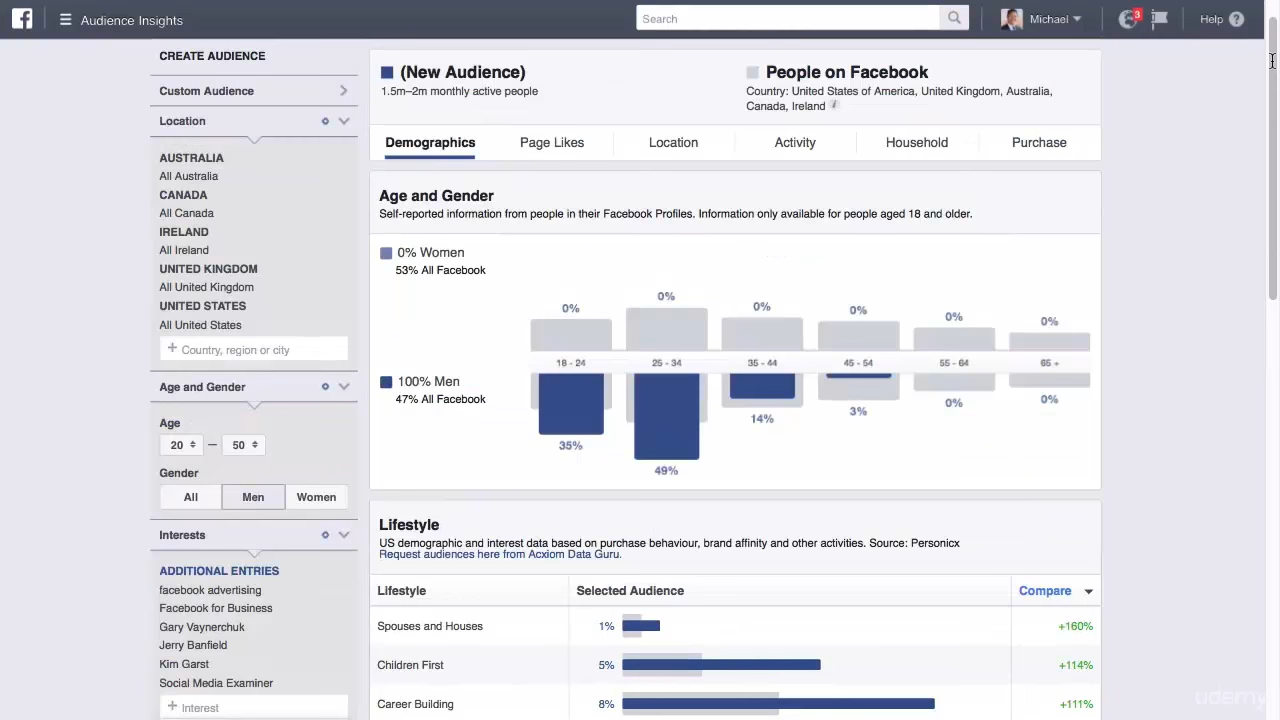 Audience Insights
Search
Michael
3
Help
CREATE AUDIENCE
Custom Audience
Location
AUSTRALIA
All Australia
CANADA
All Canada
IRELAND
All Ireland
UNITED KINGDOM
All United Kingdom
UNITED STATES
All United States
+ Country, region or city
Age and Gender
Age
20 — 50
Gender
All Men Women
Interests
ADDITIONAL ENTRIES
facebook advertising
Facebook for Business
Gary Vaynerchuk
Jerry Banfield
Kim Garst
Social Media Examiner
+ Interest
(New Audience)
1.5m–2m monthly active people
People on Facebook
Country: United States of America, United Kingdom, Australia,
Canada, Ireland
Demographics Page Likes Location Activity Household Purchase
Age and Gender
Self-reported information from people in their Facebook Profiles. Information only available for people aged 18 and older.
0% Women
53% All Facebook
0% 0% 0% 0% 0% 0%
18 - 24 25 - 34 35 - 44 45 - 54 55 - 64 65 +
100% Men
47% All Facebook
35% 49% 14% 3% 0% 0%
Lifestyle
US demographic and interest data based on purchase behaviour, brand affinity and other activities. Source: Personicx
Request audiences here from Acxiom Data Guru.
Lifestyle Selected Audience Compare
Spouses and Houses 1% +160%
Children First 5% +114%
Career Building 8% +111%
udemy